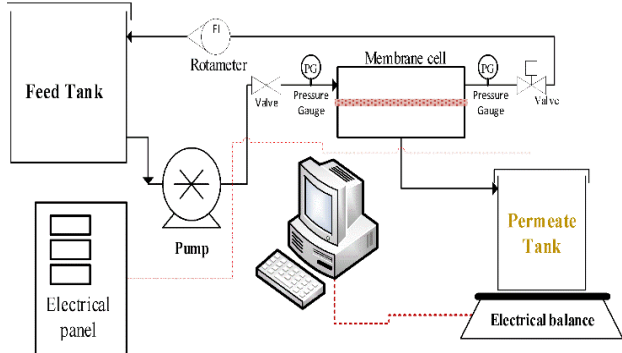 FI
Rotameter
Feed Tank
Valve
PG
Pressure
Gauge
Membrane cell
PG
Pressure
Gauge
Valve
Pump
Electrical
panel
Permeate
Tank
Electrical balance